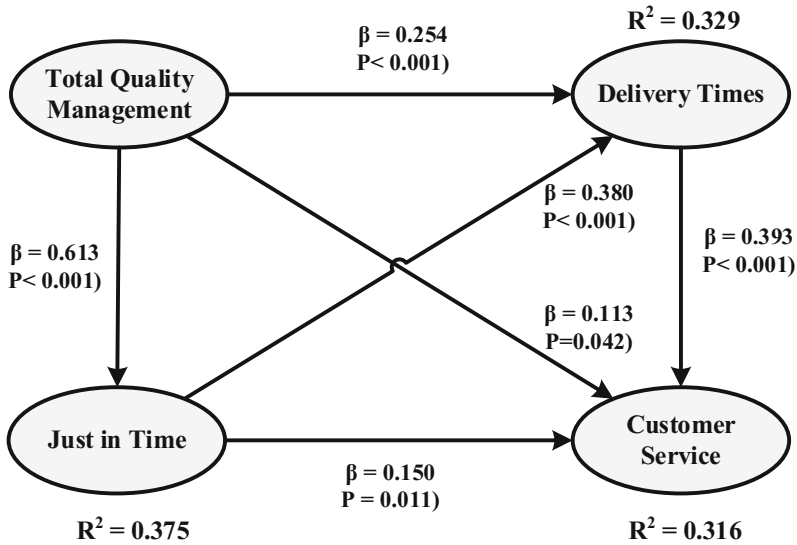 β = 0.254
P< 0.001)
R² = 0.329
Total Quality
Management
Delivery Times
β = 0.380
P< 0.001)
β = 0.613
P< 0.001)
β = 0.393
P< 0.001)
β = 0.113
P=0.042)
Just in Time
Customer
Service
β = 0.150
P = 0.011)
R² = 0.375
R² = 0.316